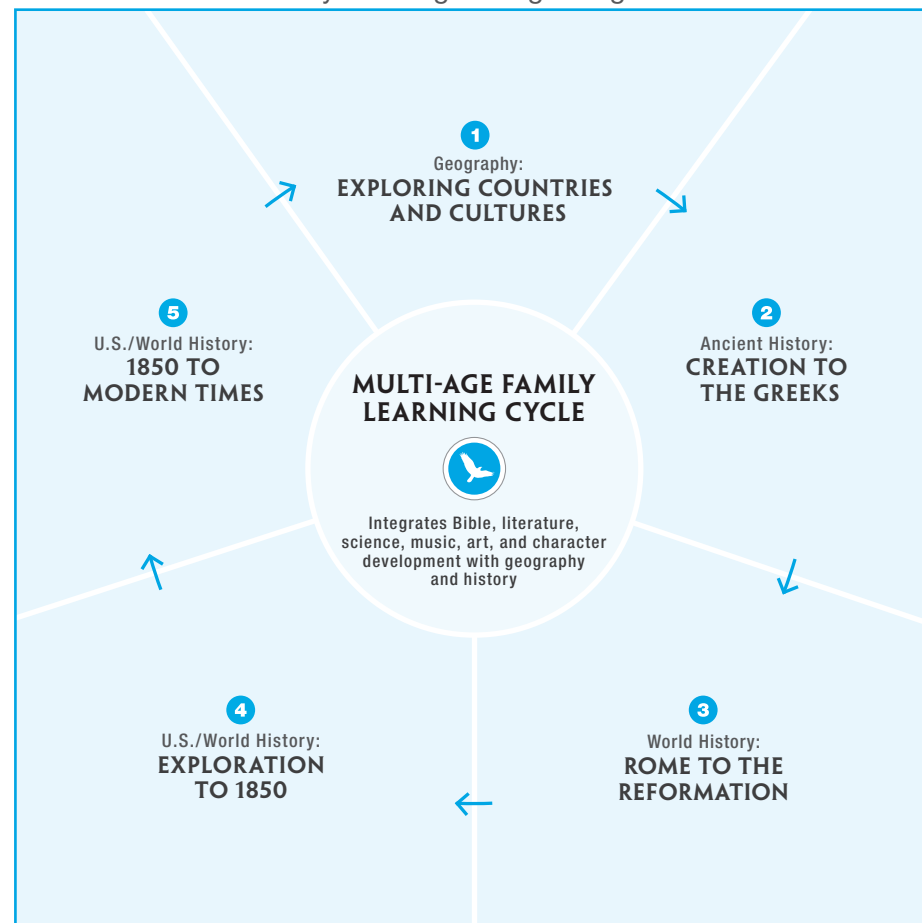 1
Geography:
EXPLORING COUNTRIES
AND CULTURES
2
Ancient History:
CREATION TO
THE GREEKS
3
World History:
ROME TO THE
REFORMATION
4
U.S./World History:
EXPLORATION
TO 1850
5
U.S./World History:
1850 TO
MODERN TIMES
MULTI-AGE FAMILY
LEARNING CYCLE
Integrates Bible, literature,
science, music, art, and character
development with geography
and history